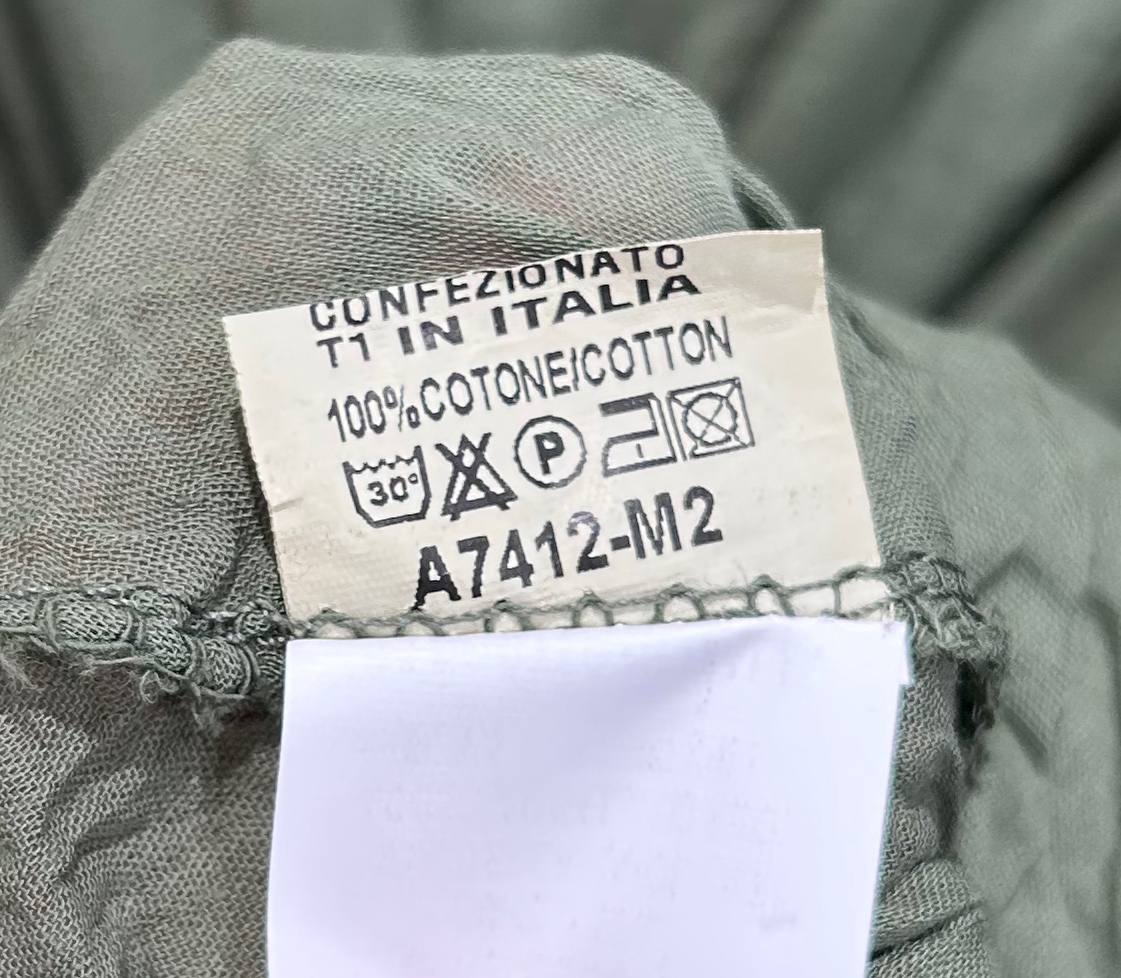 CONFEZIONATO
T1 IN ITALIA
100% COTONE/COTTON
30° P
A7412-M2